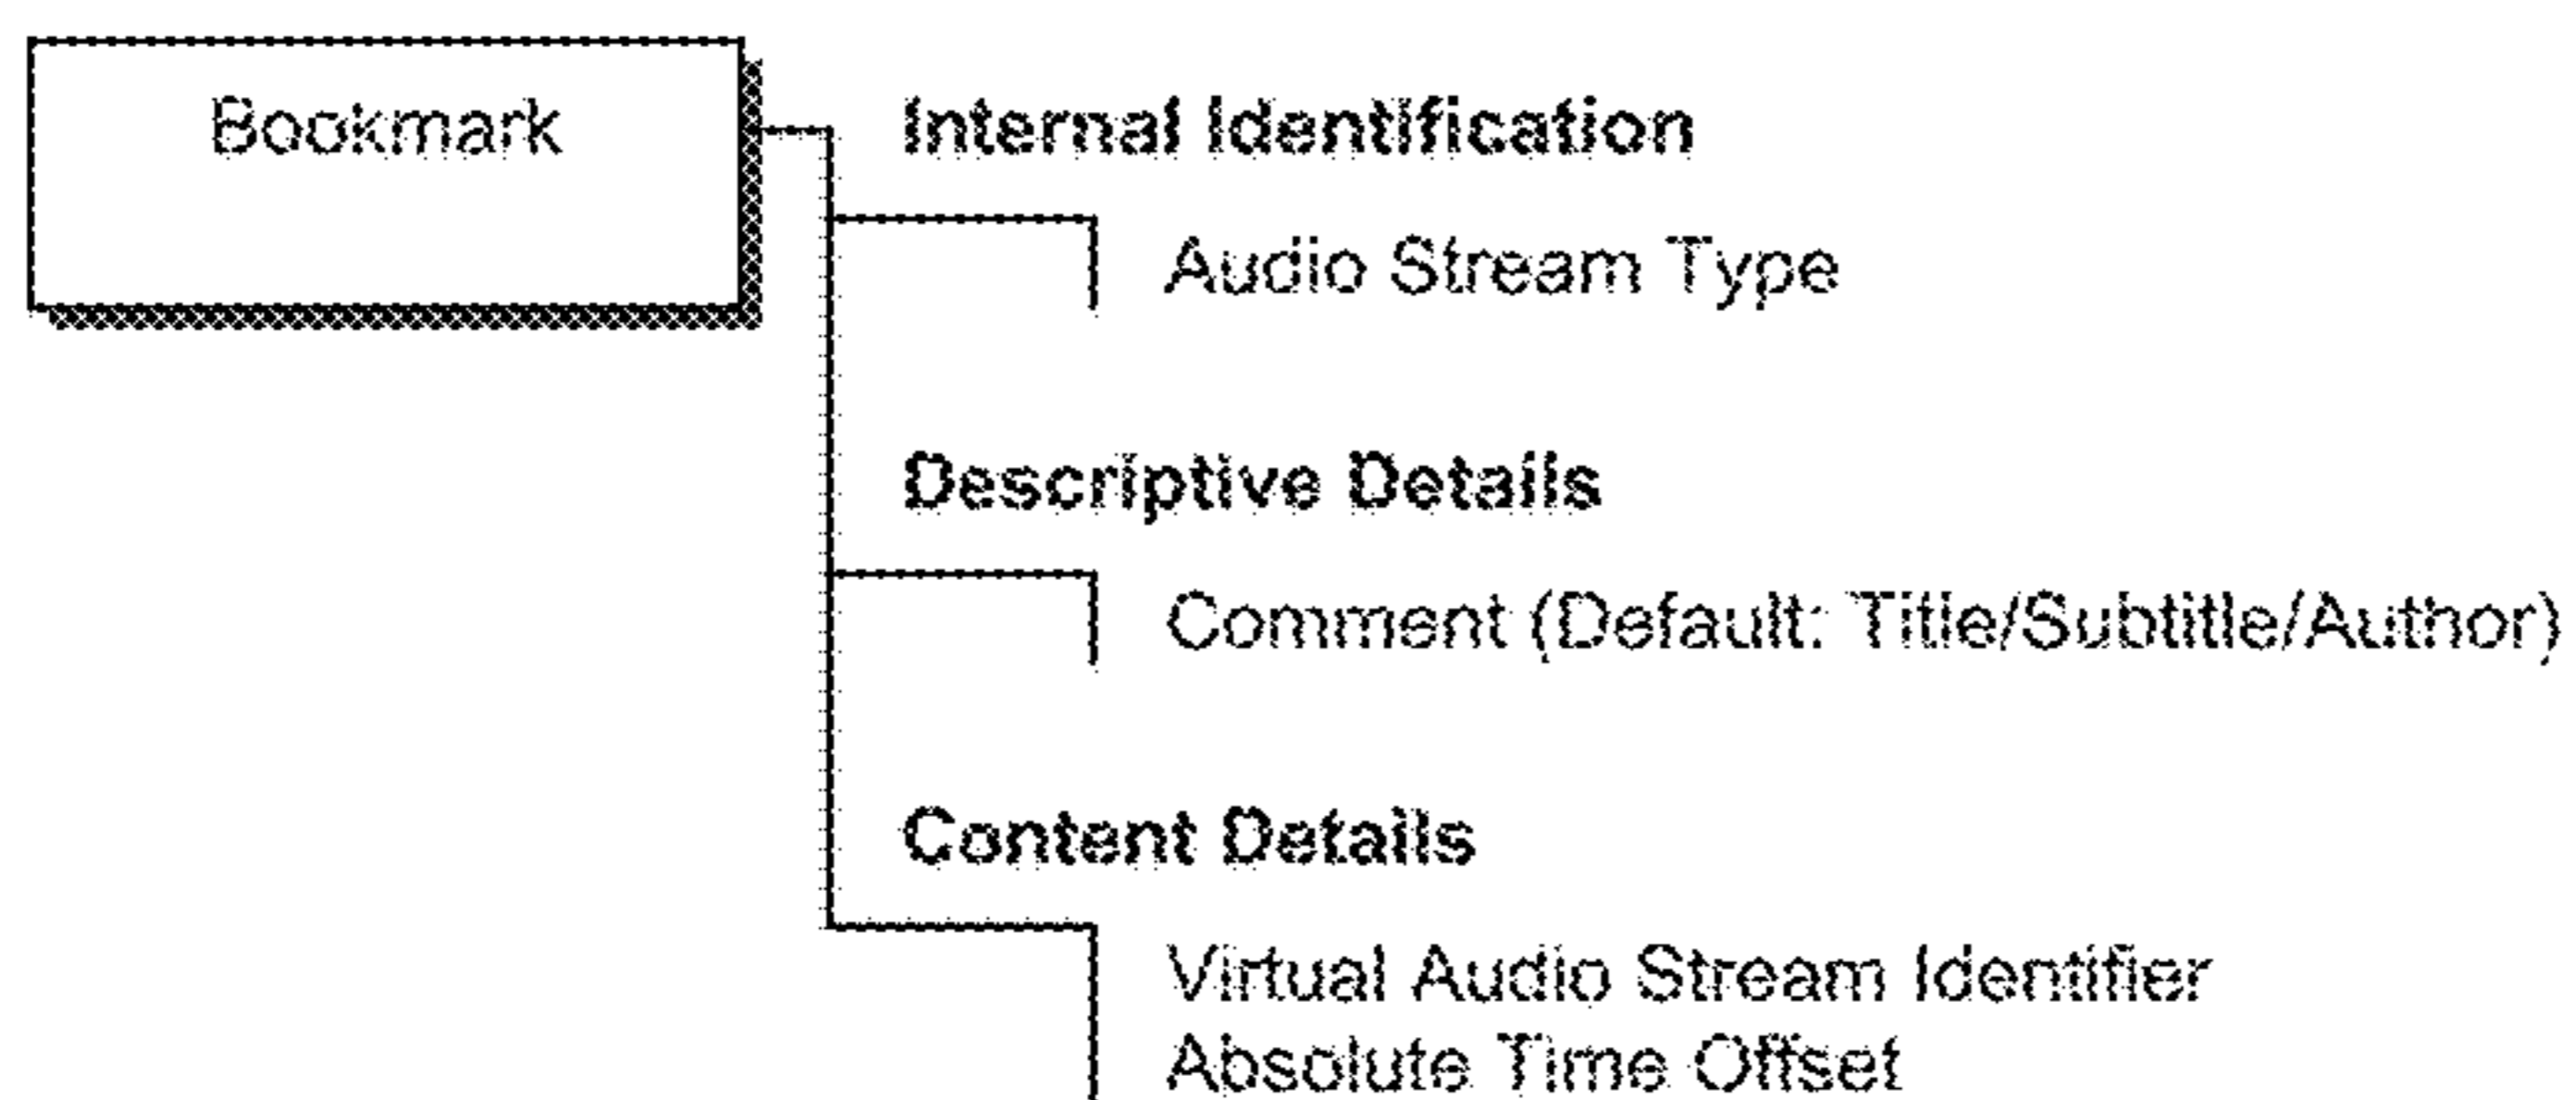 Bookmark
Internal Identification
Audio Stream Type
Descriptive Details
Comment (Default: Title/Subtitle/Author)
Content Details
Virtual Audio Stream Identifier
Absolute Time Offset